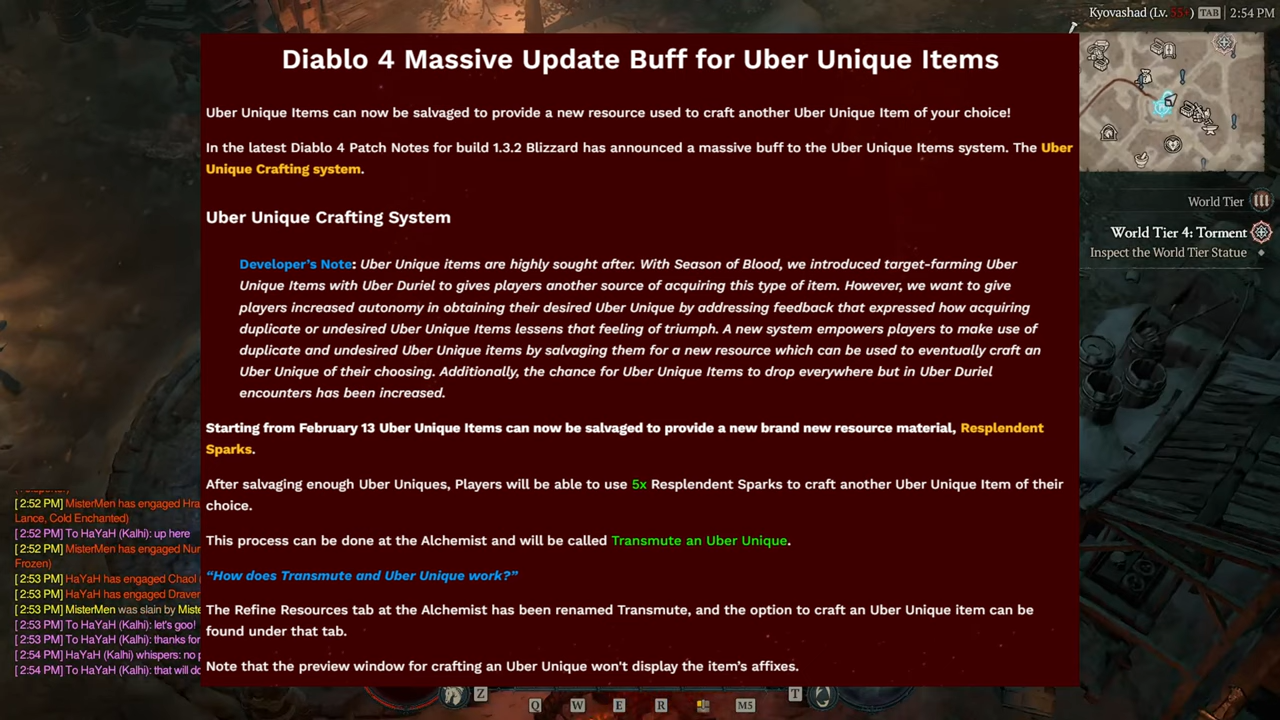 Kyovashad (Lv. 55+) TAB 2:54 PM
Diablo 4 Massive Update Buff for Uber Unique Items
Uber Unique Items can now be salvaged to provide a new resource used to craft another Uber Unique Item of your choice!
In the latest Diablo 4 Patch Notes for build 1.3.2 Blizzard has announced a massive buff to the Uber Unique Items system. The Uber
Unique Crafting system.
World Tier III
World Tier 4: Torment
Inspect the World Tier Statue
Uber Unique Crafting System
Developer's Note: Uber Unique items are highly sought after. With Season of Blood, we introduced target-farming Uber
Unique Items with Uber Duriel to gives players another source of acquiring this type of item. However, we want to give
players increased autonomy in obtaining their desired Uber Unique by addressing feedback that expressed how acquiring
duplicate or undesired Uber Unique Items lessens that feeling of triumph. A new system empowers players to make use of
duplicate and undesired Uber Unique items by salvaging them for a new resource which can be used to eventually craft an
Uber Unique of their choosing. Additionally, the chance for Uber Unique Items to drop everywhere but in Uber Duriel
encounters has been increased.
Starting from February 13 Uber Unique Items can now be salvaged to provide a new brand new resource material, Resplendent
Sparks.
After salvaging enough Uber Uniques, Players will be able to use 5x Resplendent Sparks to craft another Uber Unique Item of their
choice.
This process can be done at the Alchemist and will be called Transmute an Uber Unique.
“How does Transmute and Uber Unique work?”
The Refine Resources tab at the Alchemist has been renamed Transmute, and the option to craft an Uber Unique item can be
found under that tab.
Note that the preview window for crafting an Uber Unique won't display the item’s affixes.
[ 2:52 PM] MisterMen has engaged Hra
Lance, Cold Enchanted)
[ 2:52 PM] To HaYaH (Kalhi): up here
[ 2:52 PM] MisterMen has engaged Nur
Frozen)
[ 2:53 PM] HaYaH has engaged Chaol (
[ 2:53 PM] HaYaH has engaged Draver
[ 2:53 PM] MisterMen was slain by Miste
[ 2:53 PM] To HaYaH (Kalhi): let's goo!
[ 2:53 PM] To HaYaH (Kalhi): thanks for
[ 2:54 PM] HaYaH (Kalhi) whispers: no p
[ 2:54 PM] To HaYaH (Kalhi): that will do
Z T
Q W E R M5